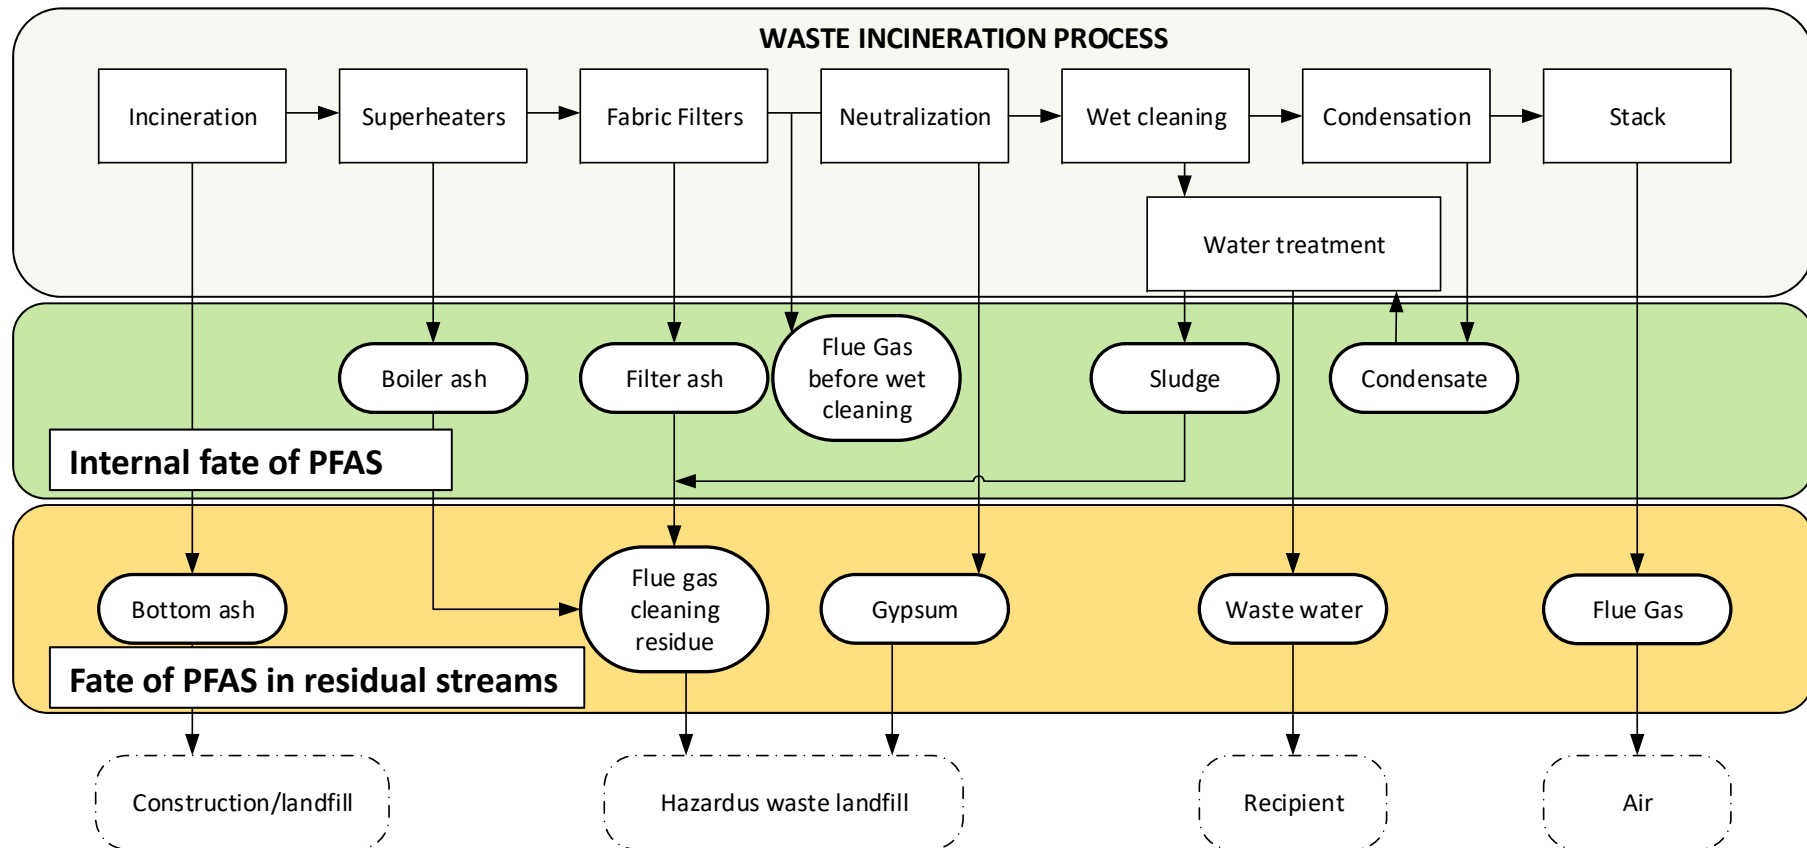 WASTE INCINERATION PROCESS
Incineration
Superheaters
Fabric Filters
Neutralization
Wet cleaning
Condensation
Stack
Water treatment
Boiler ash
Filter ash
Flue Gas
before wet
cleaning
Sludge
Condensate
Internal fate of PFAS
Bottom ash
Flue gas
cleaning
residue
Gypsum
Waste water
Flue Gas
Fate of PFAS in residual streams
Construction/landfill
Hazardus waste landfill
Recipient
Air